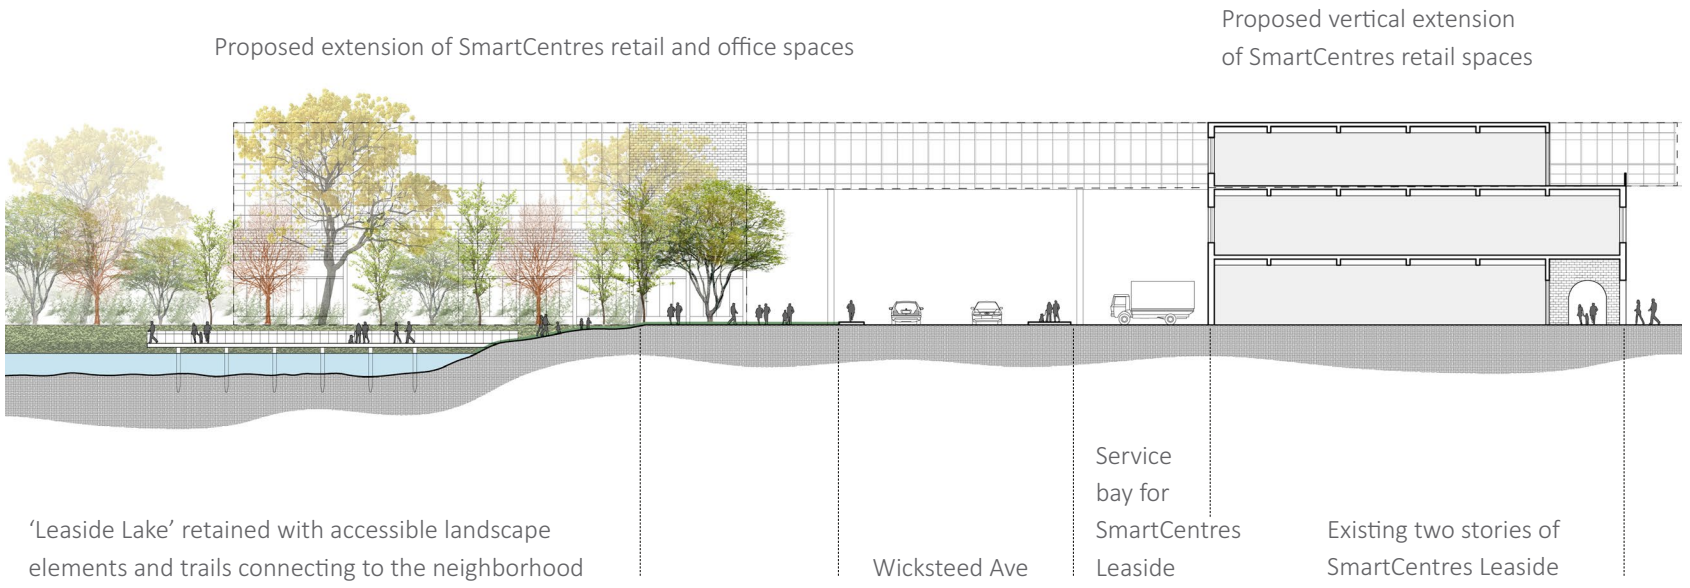 Proposed extension of SmartCentres retail and office spaces
Proposed vertical extension
of SmartCentres retail spaces
‘Leaside Lake’ retained with accessible landscape
elements and trails connecting to the neighborhood
Wicksteed Ave
Service
bay for
SmartCentres
Leaside
Existing two stories of
SmartCentres Leaside